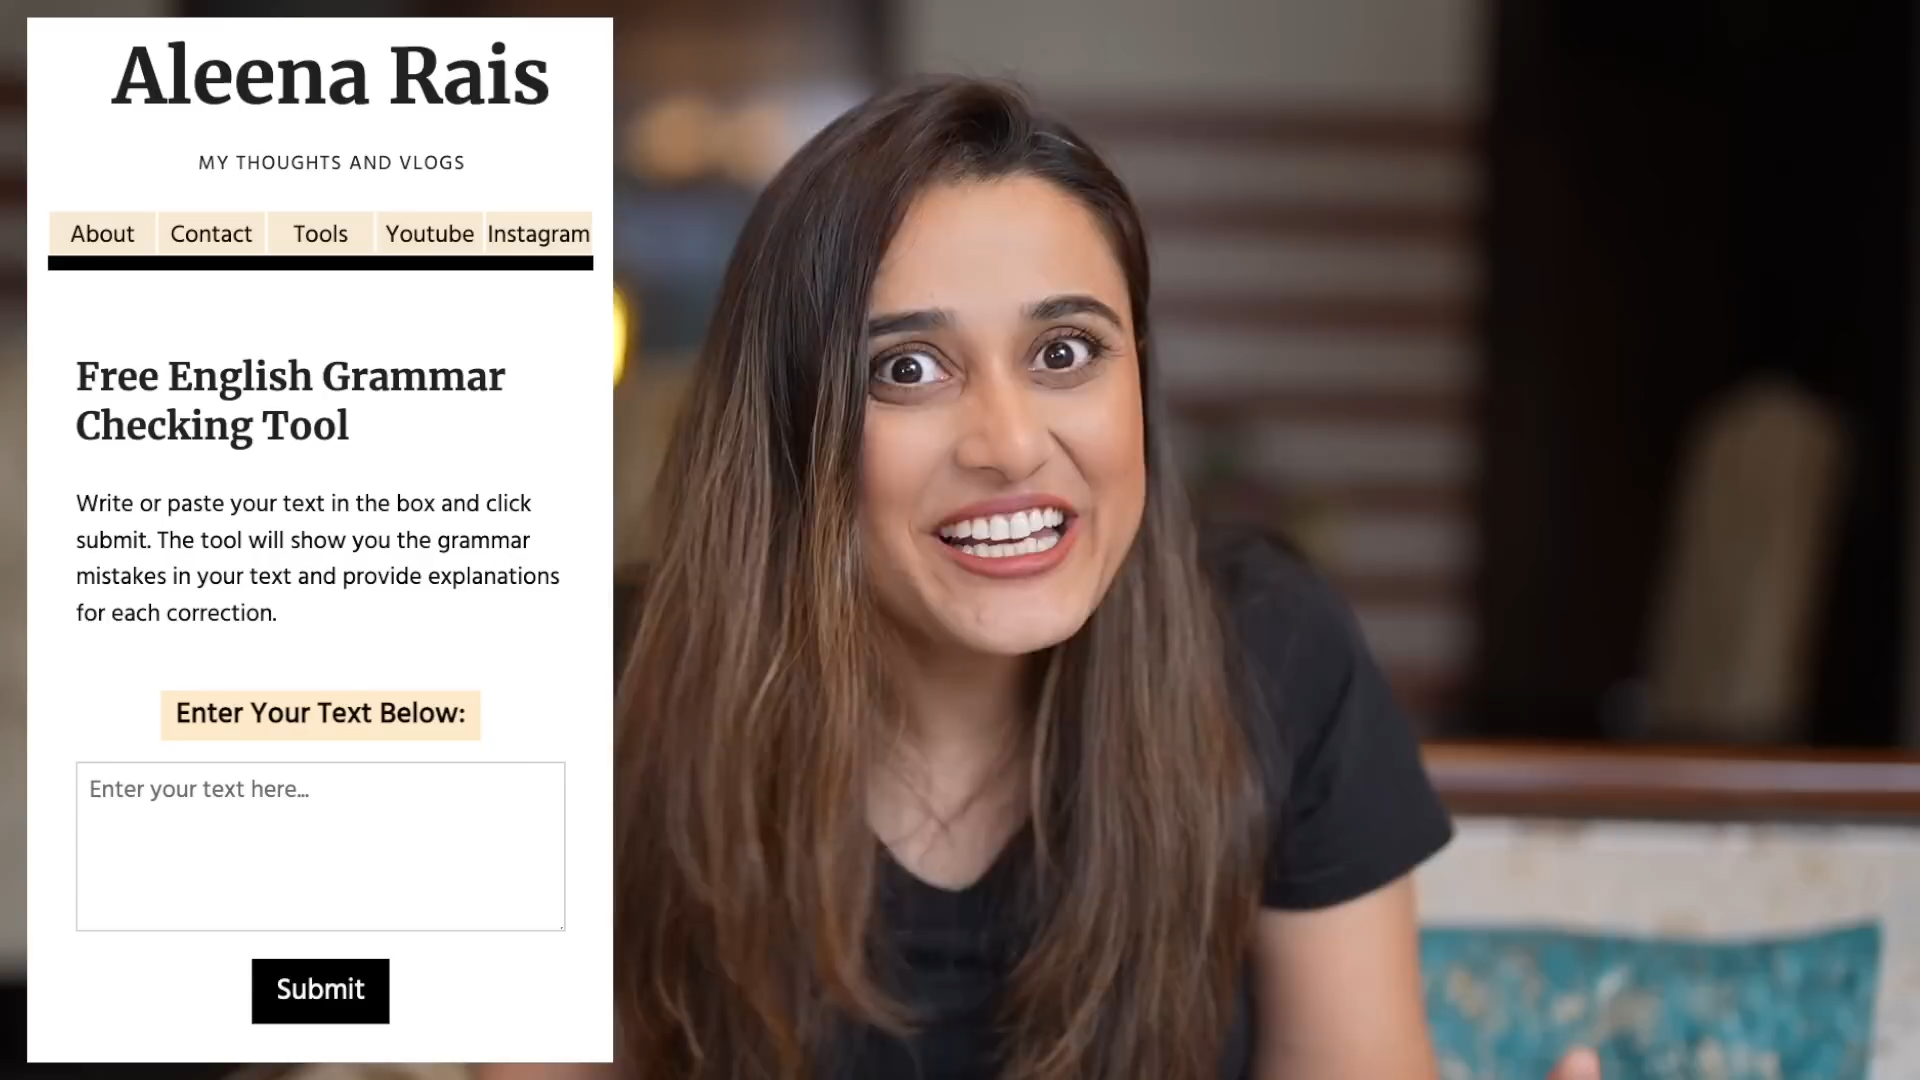 Aleena Rais
MY THOUGHTS AND VLOGS
About Contact Tools Youtube Instagram
Free English Grammar
Checking Tool
Write or paste your text in the box and click
submit. The tool will show you the grammar
mistakes in your text and provide explanations
for each correction.
Enter Your Text Below:
Enter your text here...
Submit